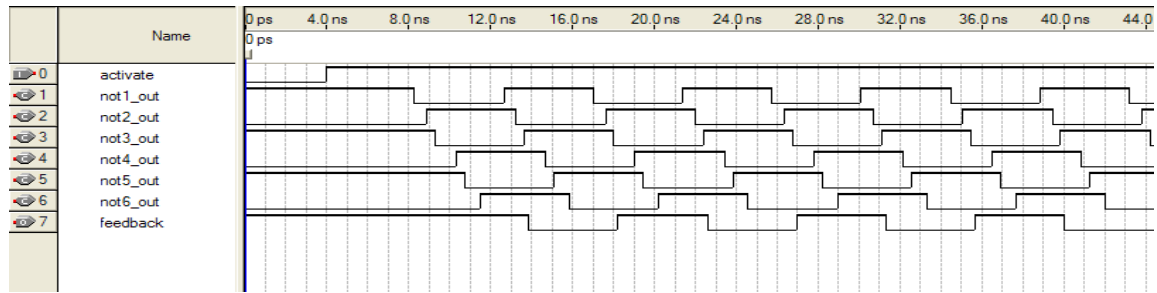 Name
0 ps 4.0 ns 8.0 ns 12.0 ns 16.0 ns 20.0 ns 24.0 ns 28.0 ns 32.0 ns 36.0 ns 40.0 ns 44.0
0 ps
0 activate
1 not1_out
2 not2_out
3 not3_out
4 not4_out
5 not5_out
6 not6_out
7 feedback